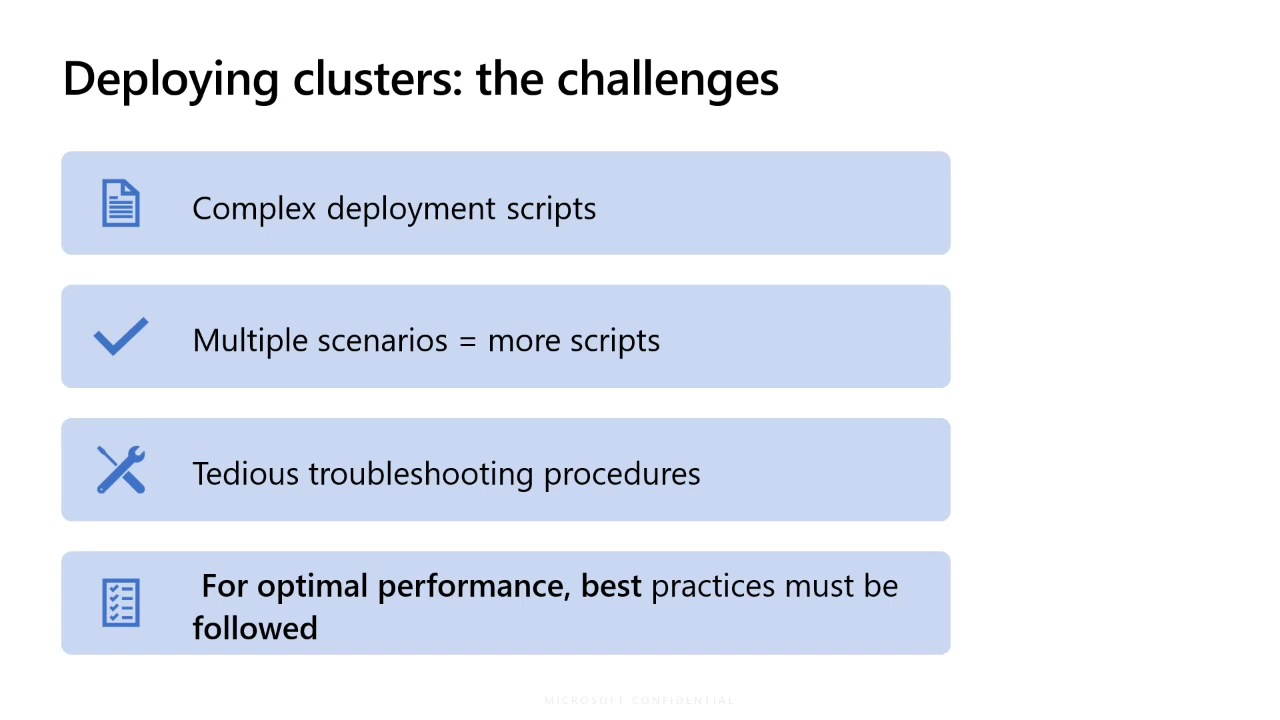 Deploying clusters: the challenges
Complex deployment scripts
Multiple scenarios = more scripts
Tedious troubleshooting procedures
For optimal performance, best practices must be
followed
MICROSOFT CONFIDENTIAL